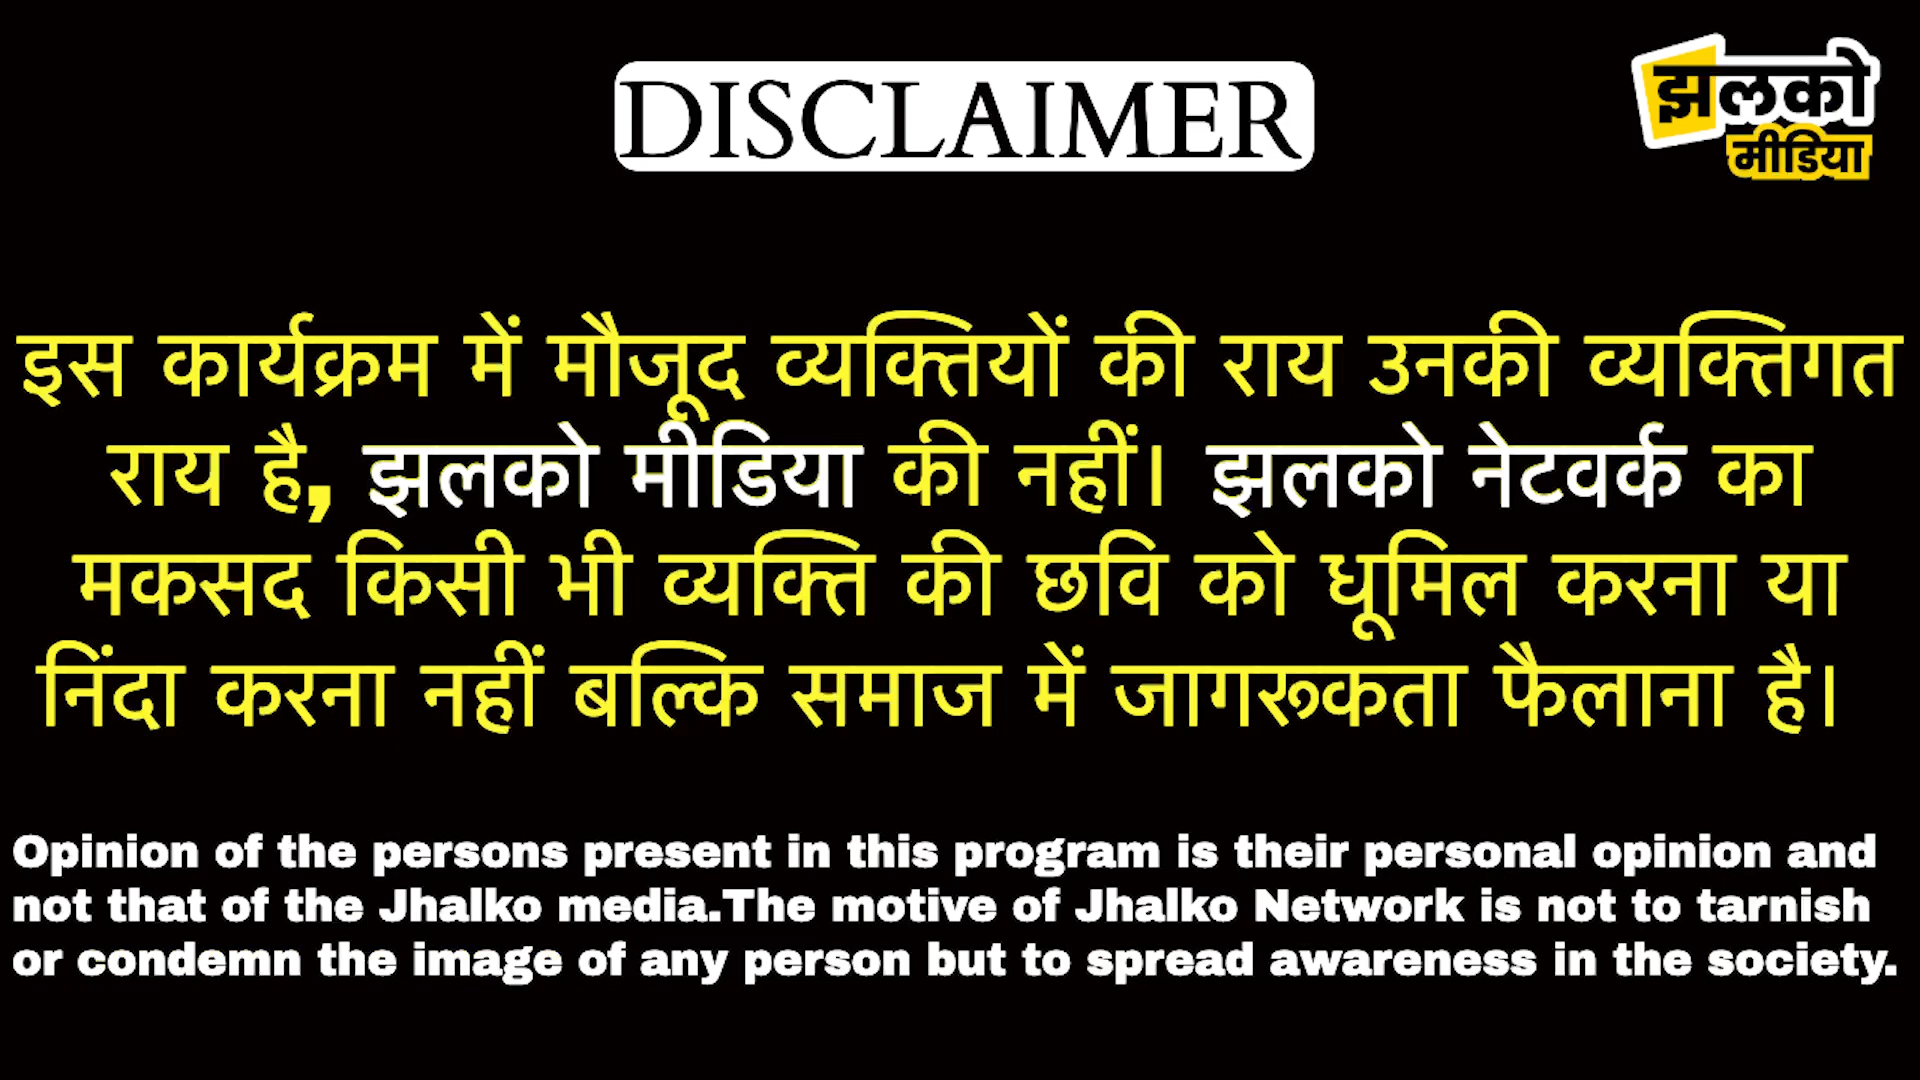 DISCLAIMER
झलको
मीडिया
इस कार्यक्रम में मौजूद व्यक्तियों की राय उनकी व्यक्तिगत
राय है, झलको मीडिया की नहीं। झलको नेटवर्क का
मकसद किसी भी व्यक्ति की छवि को धूमिल करना या
निंदा करना नहीं बल्कि समाज में जागरूकता फैलाना है।
Opinion of the persons present in this program is their personal opinion and
not that of the Jhalko media.The motive of Jhalko Network is not to tarnish
or condemn the image of any person but to spread awareness in the society.